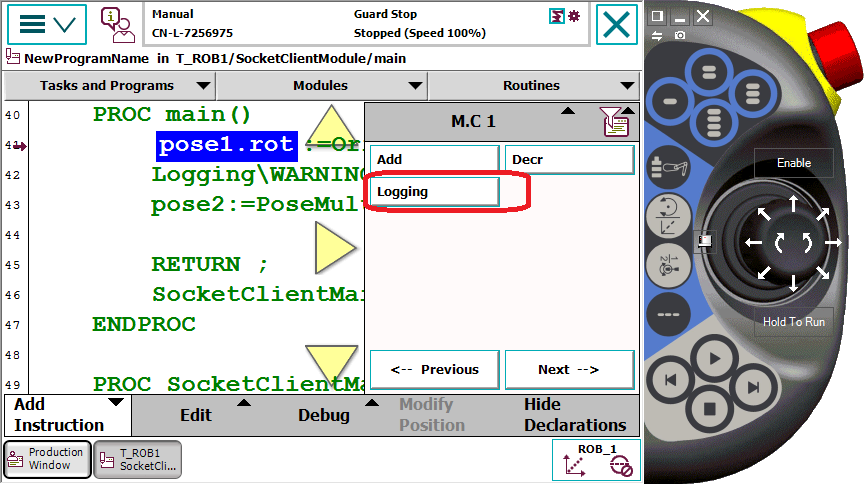 Manual
Guard Stop
CN-L-7256975
Stopped (Speed 100%)
NewProgramName in T_ROB1/SocketClientModule/main
Tasks and Programs
Modules
Routines
40 PROC main()
41 pose1.rot :=Or
42 Logging\WARNING
43 pose2:=PoseMul
44
45 RETURN ;
46 SocketClientMai
47 ENDPROC
48
49 PROC SocketClientMa
M.C 1
Add
Decr
Logging
<-- Previous
Next -->
Add
Instruction
Edit
Debug
Modify
Position
Hide
Declarations
Production
Window
T_ROB1
SocketCli...
ROB_1
1/2
Enable
Hold To Run